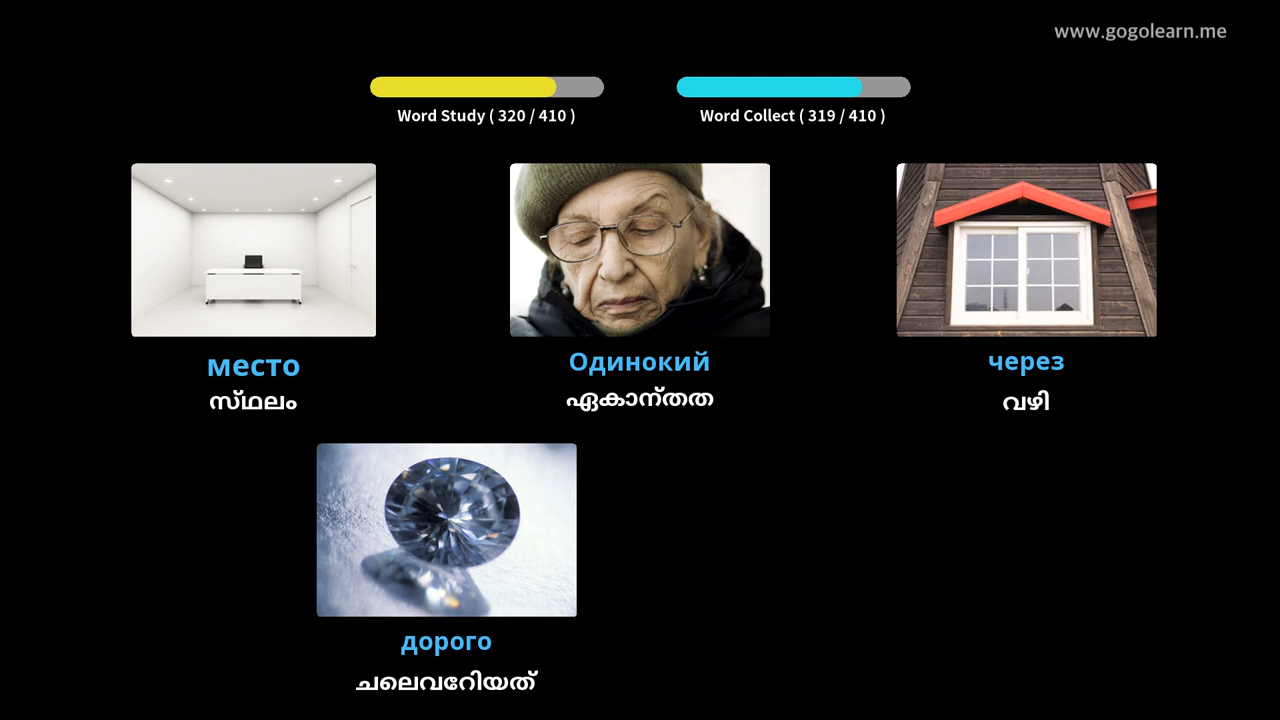 www.gogolearn.me
Word Study ( 320 / 410 )
Word Collect ( 319 / 410 )
место
സ്ഥലം
Одинокий
ഏകാന്തത
через
വഴി
дорого
ചലെവേറിയത്